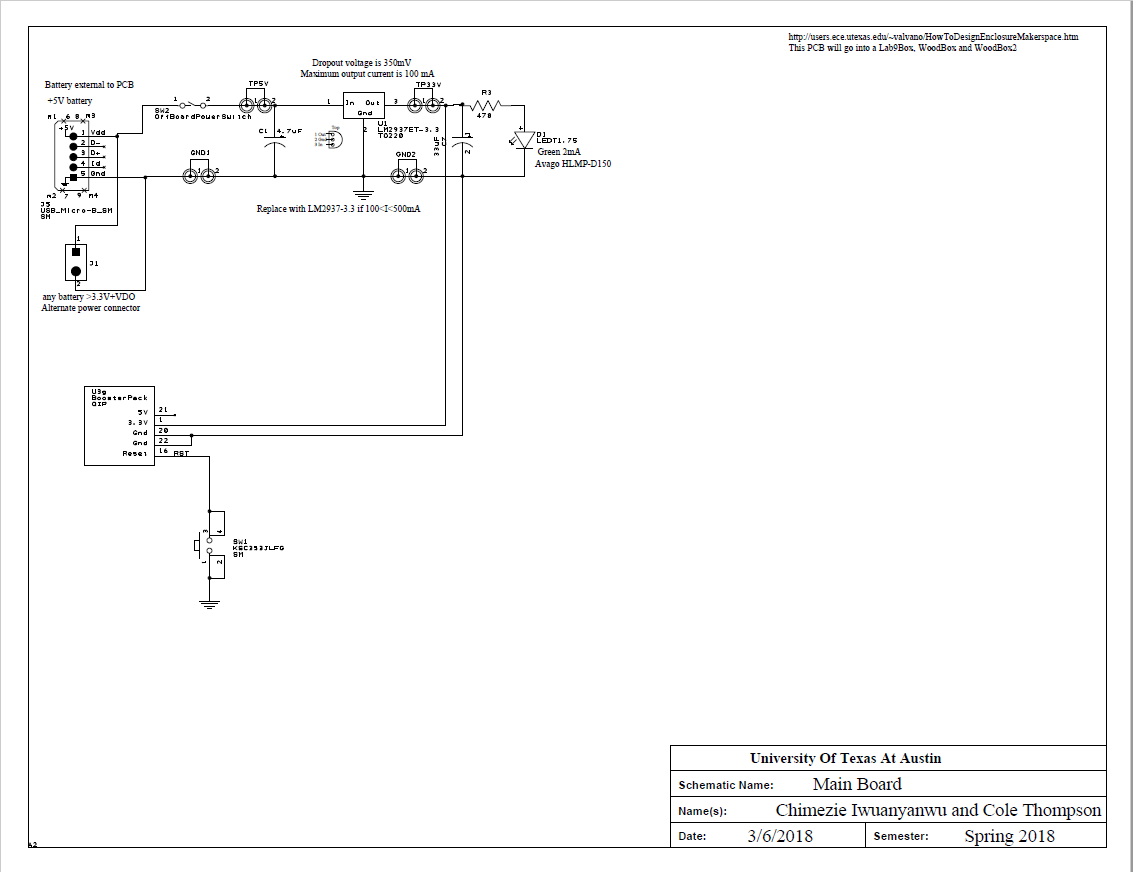 http://users.ece.utexas.edu/~valvano/HowToDesignEnclosureMakerspace.htm
This PCB will go into a Lab9Box, WoodBox and WoodBox2
Dropout voltage is 350mV
Maximum output current is 100 mA
Battery external to PCB
+5V battery
m1 6 8 m3
+5V
1 Vdd
2 D-
3 D+
4 Id
5 Gnd
m2 7 9 m4
J5
USB_Micro-B_SM
SM
1 2
SW2
OffBoardPowerSwitch
TP5V
1 2
C1 4.7uF
GND1
1 2
Top
1 In Out 3
Gnd
2
U1
LM2937ET-3.3
TO220
TP33V
1 2
33uF
1
2
GND2
1 2
R3
470
+
D1
LEDT1.75
Green 2mA
Avago HLMP-D150
Replace with LM2937-3.3 if 100<I<500mA
1
J1
2
any battery >3.3V+VDO
Alternate power connector
U3g
BoosterPack
QIP
5V 21
3.3V 1
Gnd 20
Gnd 22
Reset 16 RST
3 4
1 2
SW1
KSC353JLFG
SM
University Of Texas At Austin
Schematic Name: Main Board
Name(s): Chimezie Iwuanyanwu and Cole Thompson
Date: 3/6/2018 Semester: Spring 2018
A2